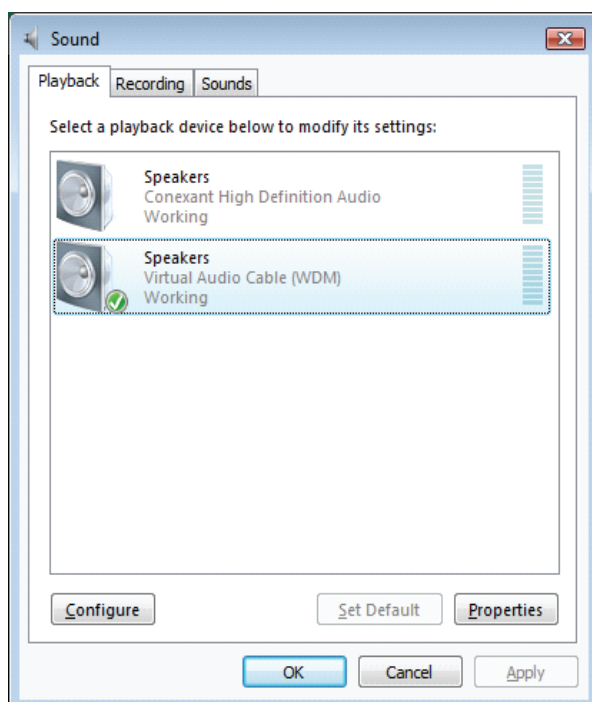 Sound
Playback Recording Sounds
Select a playback device below to modify its settings:
Speakers
Conexant High Definition Audio
Working
Speakers
Virtual Audio Cable (WDM)
Working
Configure Set Default Properties
OK Cancel Apply